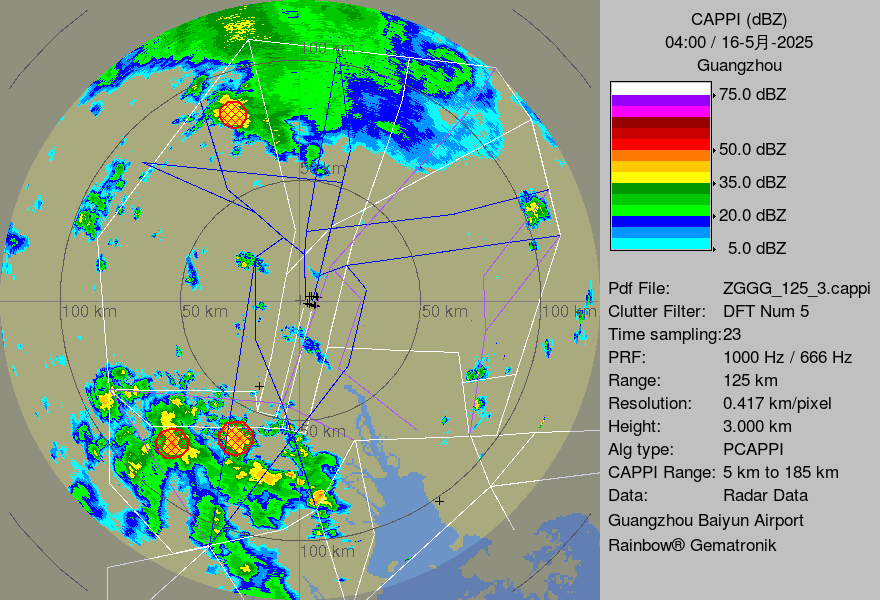 CAPPI (dBZ)
04:00 / 16-5月-2025
Guangzhou
75.0 dBZ
50.0 dBZ
35.0 dBZ
20.0 dBZ
5.0 dBZ
Pdf File: ZGGG_125_3.cappi
Clutter Filter: DFT Num 5
Time sampling:23
PRF: 1000 Hz / 666 Hz
Range: 125 km
Resolution: 0.417 km/pixel
Height: 3.000 km
Alg type: PCAPPI
CAPPI Range: 5 km to 185 km
Data: Radar Data
Guangzhou Baiyun Airport
Rainbow® Gematronik
100 km
50 km
100 km 50 km 50 km 100 km
50 km
100 km